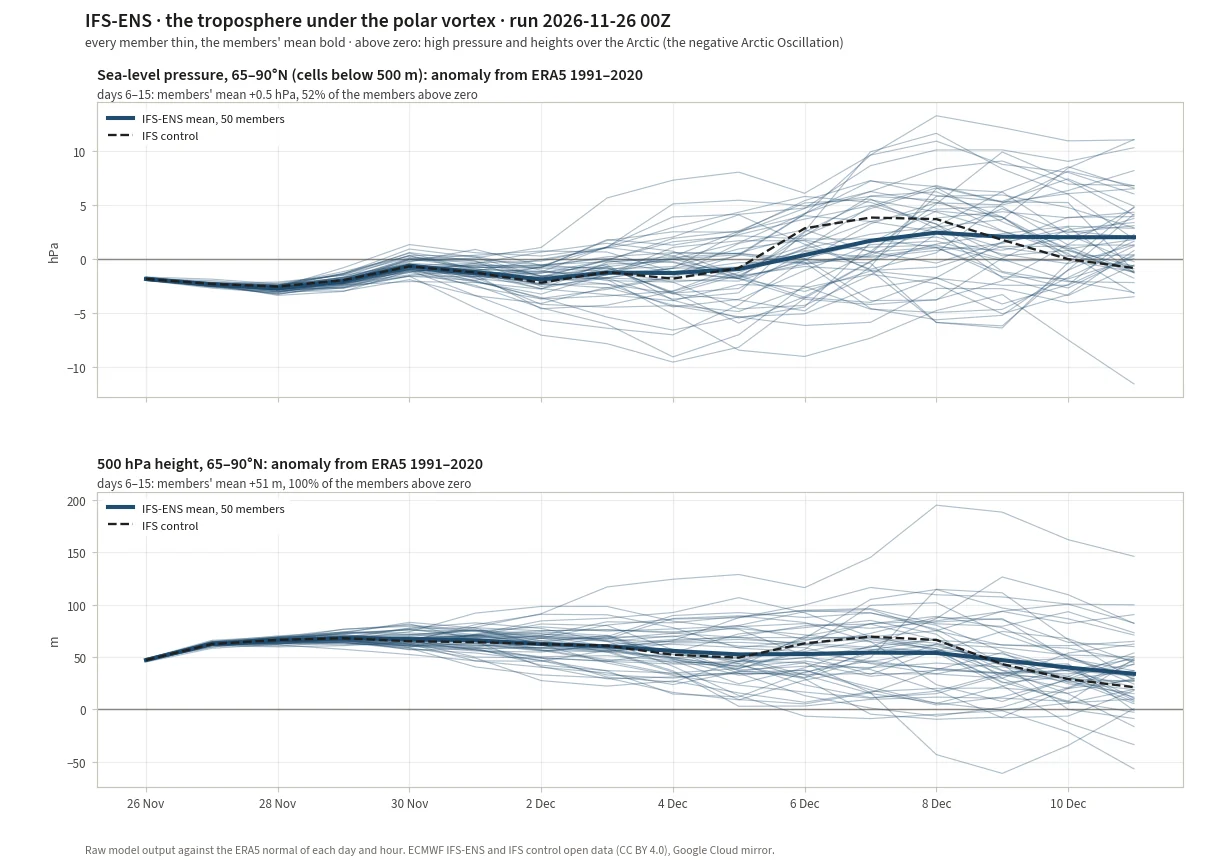 IFS-ENS · the troposphere under the polar vortex · run 2026-11-26 00Z
every member thin, the members' mean bold · above zero: high pressure and heights over the Arctic (the negative Arctic Oscillation)
Sea-level pressure, 65–90°N (cells below 500 m): anomaly from ERA5 1991–2020
days 6–15: members' mean +0.5 hPa, 52% of the members above zero
IFS-ENS mean, 50 members
IFS control
10
5
0
−5
−10
hPa
500 hPa height, 65–90°N: anomaly from ERA5 1991–2020
days 6–15: members' mean +51 m, 100% of the members above zero
IFS-ENS mean, 50 members
IFS control
200
150
100
50
0
−50
m
26 Nov 28 Nov 30 Nov 2 Dec 4 Dec 6 Dec 8 Dec 10 Dec
Raw model output against the ERA5 normal of each day and hour. ECMWF IFS-ENS and IFS control open data (CC BY 4.0), Google Cloud mirror.